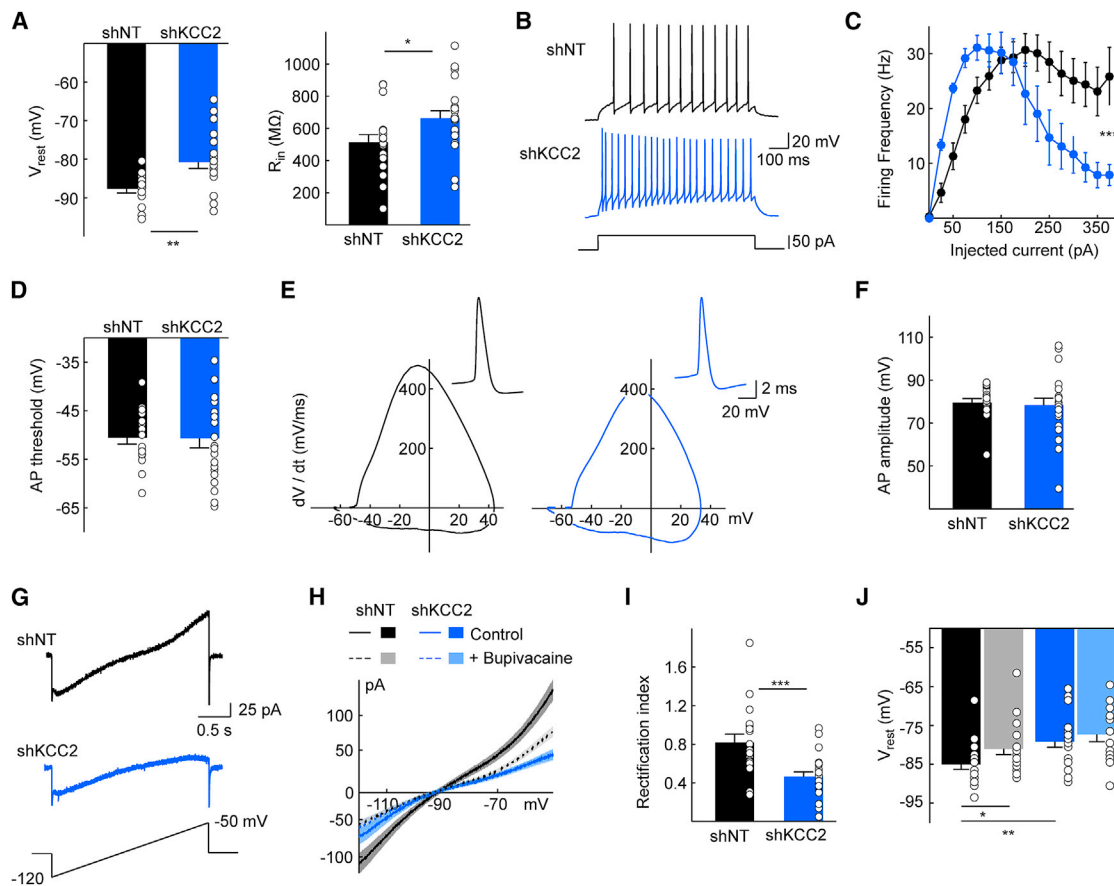 A
shNT shKCC2
-60
-70
-80
-90
Vrest (mV)
**
*
1000
800
600
400
200
Rin (MΩ)
shNT shKCC2
B
shNT
shKCC2
20 mV
100 ms
50 pA
C
Firing Frequency (Hz)
40
30
20
10
50 150 250 350
Injected current (pA)
***
D
shNT shKCC2
-35
-45
-55
-65
AP threshold (mV)
E
dV / dt (mV/ms)
400
200
-60 -40 -20 20 40
400
200
-60 -40 -20 20 40 mV
2 ms
20 mV
F
AP amplitude (mV)
110
90
70
50
shNT shKCC2
G
shNT
25 pA
0.5 s
shKCC2
-50 mV
-120
H
shNT shKCC2
Control
+ Bupivacaine
pA
100
50
0
-50
-100
-110 -90 -70 mV
I
Rectification index
1.6
1.2
0.8
0.4
***
shNT shKCC2
J
-55
-65
-75
-85
-95
Vrest (mV)
*
**